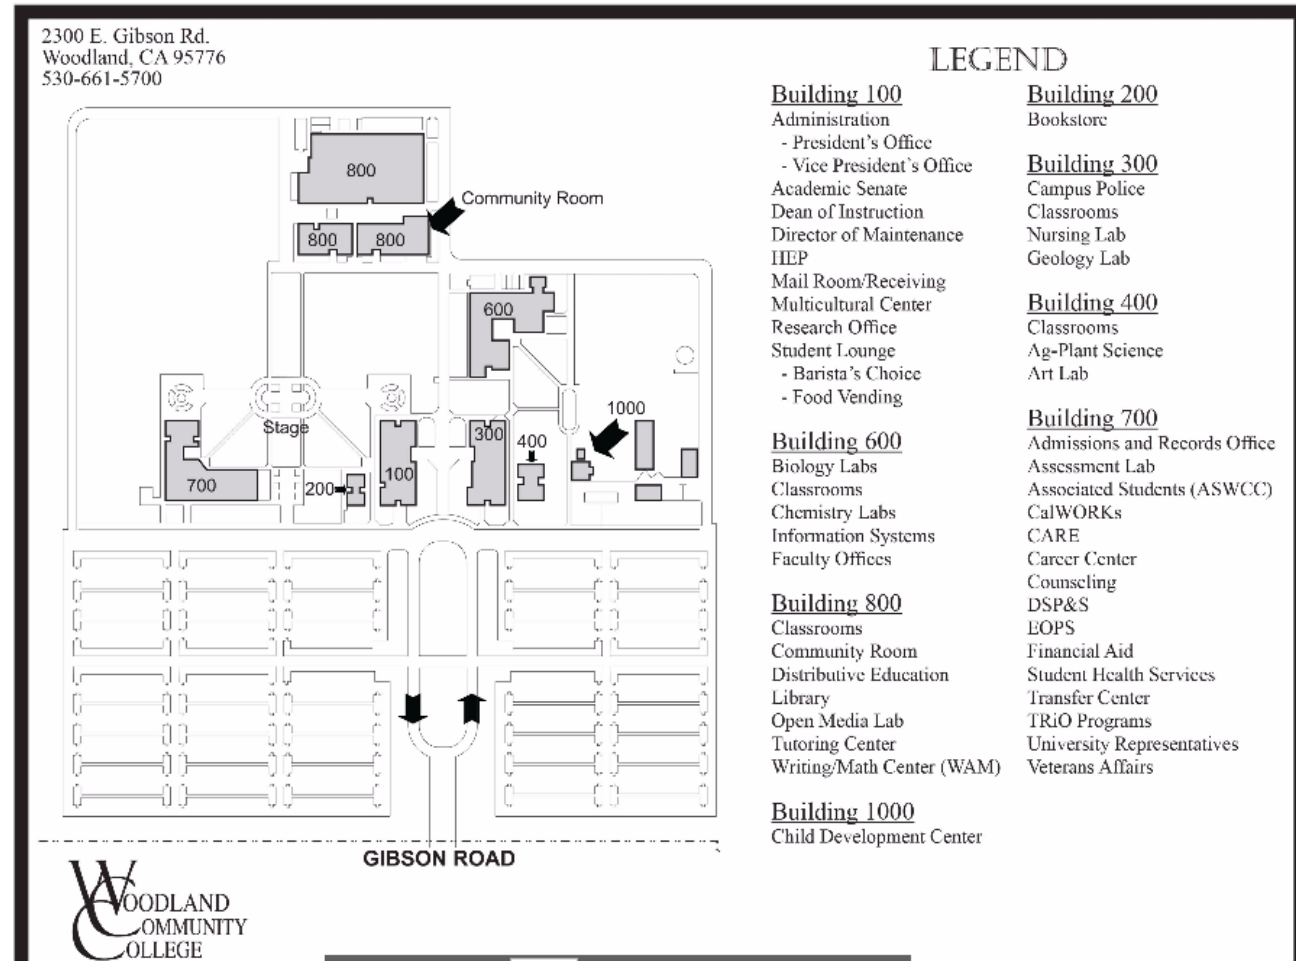 2300 E. Gibson Rd.
Woodland, CA 95776
530-661-5700
800
Community Room
800
800
600
1000
Stage
300
400
100
700
200
GIBSON ROAD
WOODLAND
COMMUNITY
COLLEGE
LEGEND
Building 100
Administration
- President's Office
- Vice President's Office
Academic Senate
Dean of Instruction
Director of Maintenance
HEP
Mail Room/Receiving
Multicultural Center
Research Office
Student Lounge
- Barista's Choice
- Food Vending
Building 600
Biology Labs
Classrooms
Chemistry Labs
Information Systems
Faculty Offices
Building 800
Classrooms
Community Room
Distributive Education
Library
Open Media Lab
Tutoring Center
Writing/Math Center (WAM)
Building 1000
Child Development Center
Building 200
Bookstore
Building 300
Campus Police
Classrooms
Nursing Lab
Geology Lab
Building 400
Classrooms
Ag-Plant Science
Art Lab
Building 700
Admissions and Records Office
Assessment Lab
Associated Students (ASWCC)
CalWORKs
CARE
Career Center
Counseling
DSP&S
EOPS
Financial Aid
Student Health Services
Transfer Center
TRiO Programs
University Representatives
Veterans Affairs